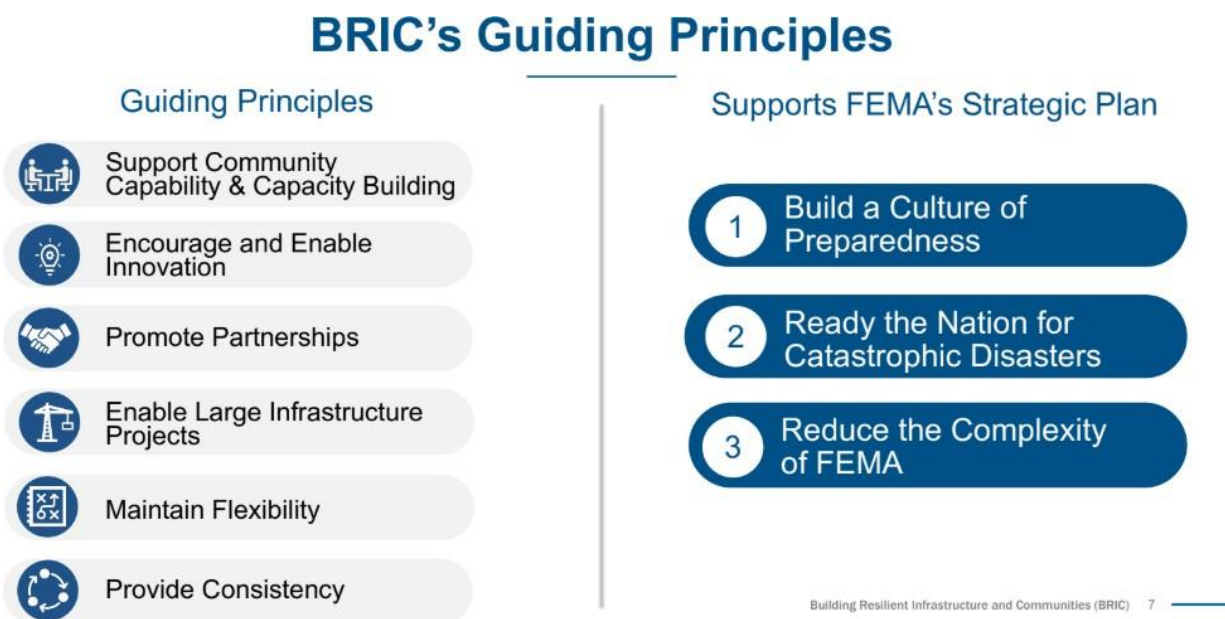 BRIC’s Guiding Principles
Guiding Principles
Support Community
Capability & Capacity Building
Encourage and Enable
Innovation
Promote Partnerships
Enable Large Infrastructure
Projects
Maintain Flexibility
Provide Consistency
Supports FEMA’s Strategic Plan
1
Build a Culture of
Preparedness
2
Ready the Nation for
Catastrophic Disasters
3
Reduce the Complexity
of FEMA
Building Resilient Infrastructure and Communities (BRIC) 7